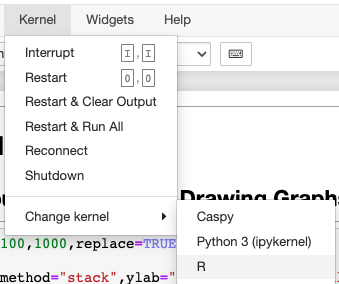 Kernel Widgets Help
Interrupt I , I
Restart 0 , 0
Restart & Clear Output
Restart & Run All
Reconnect
Shutdown
Change kernel
Drawing Graph
Caspy
100,1000,replace=TRUE
Python 3 (ipykernel)
R
method="stack",ylab="